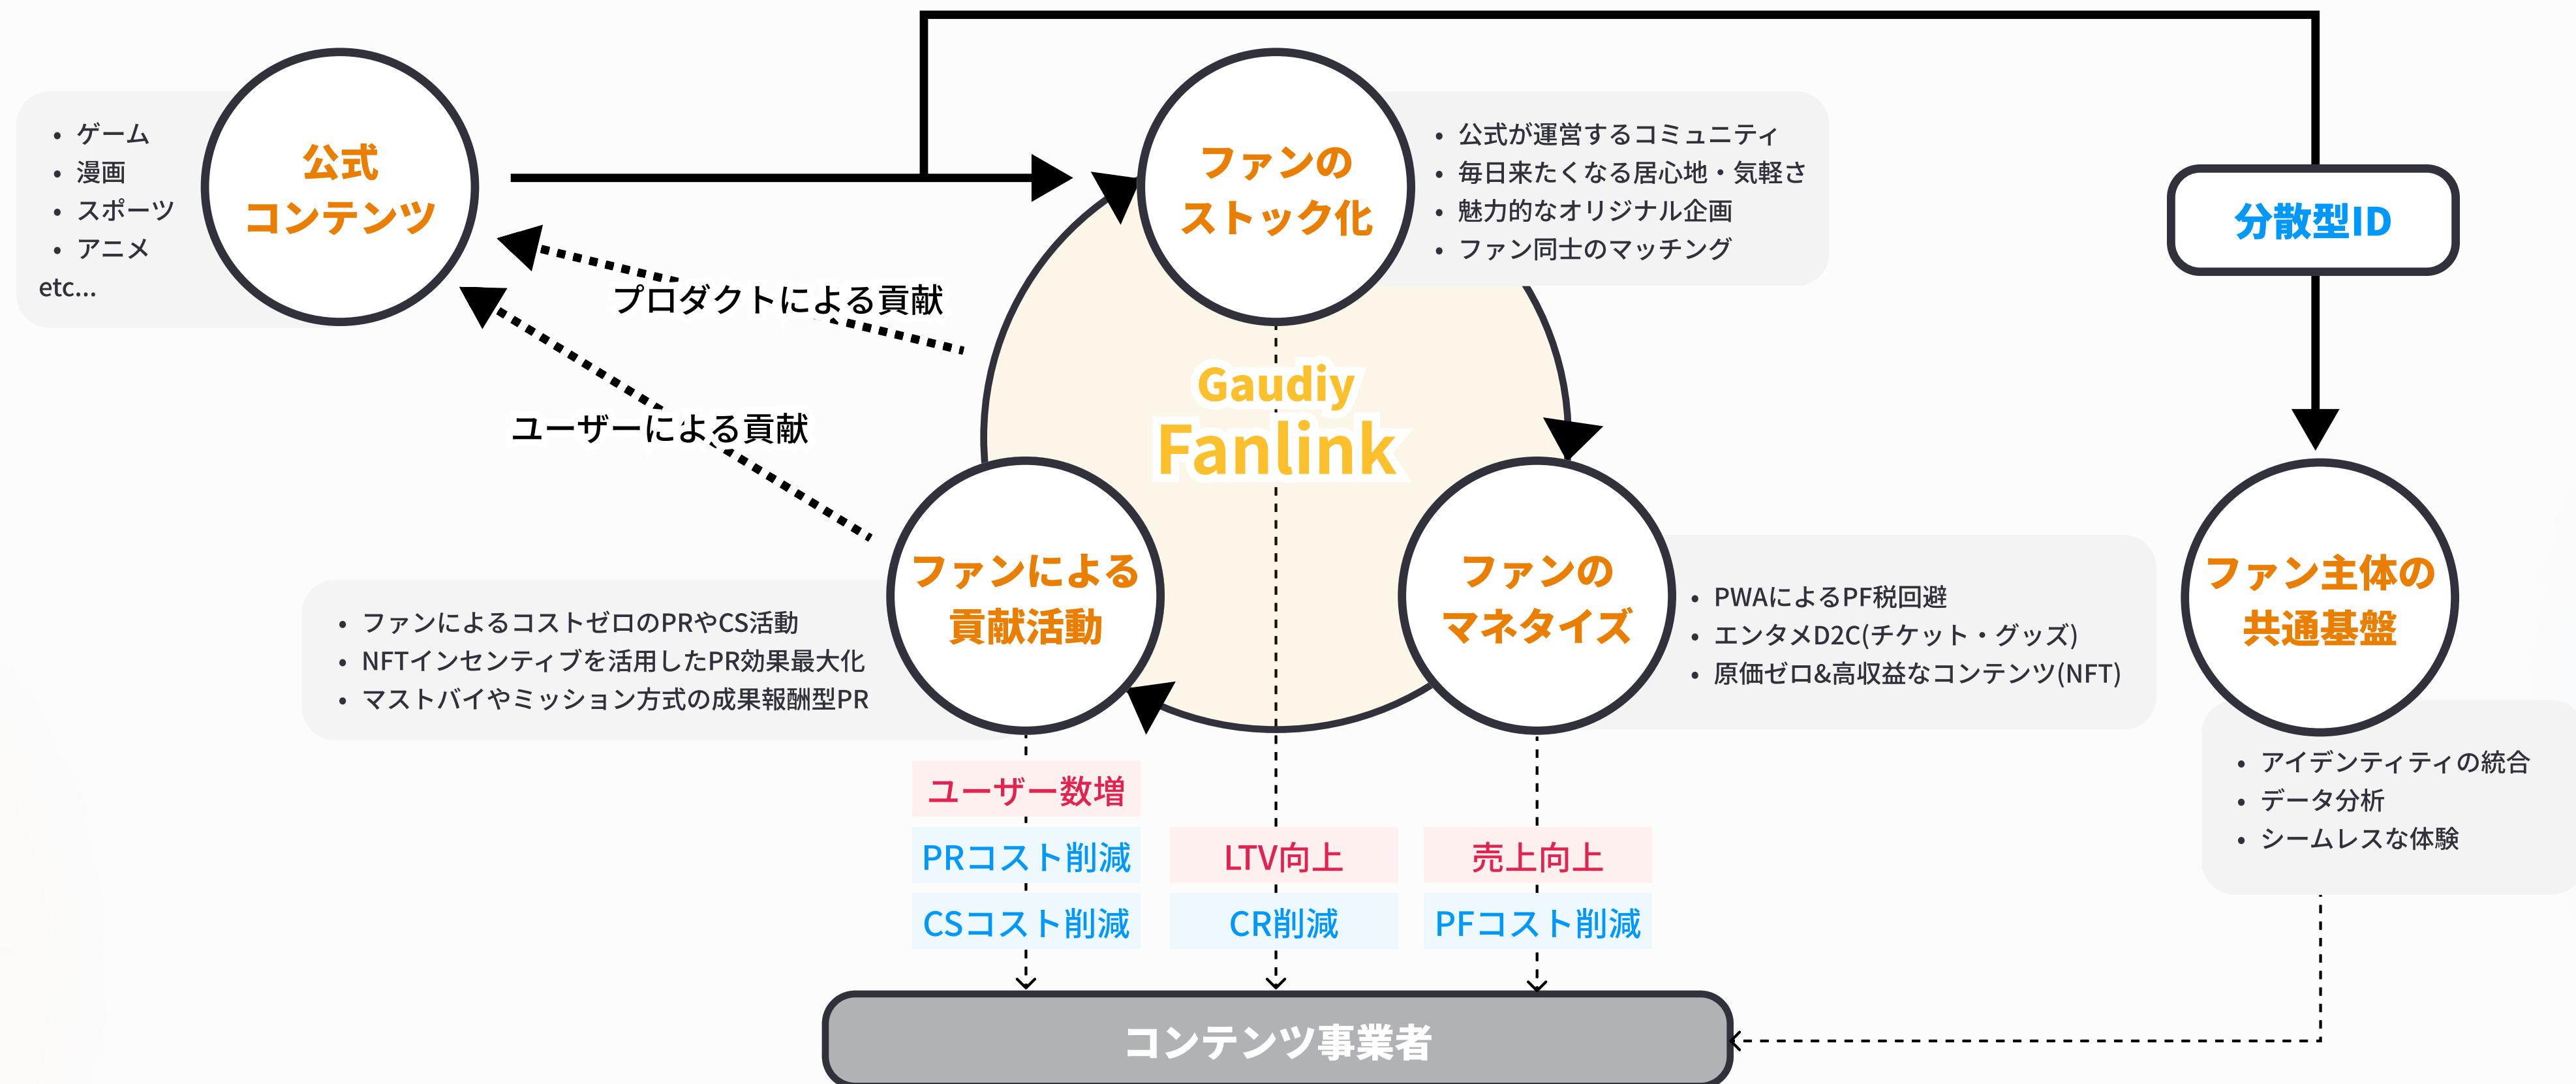 • ゲーム
• 漫画
• スポーツ
• アニメ
etc...
公式
コンテンツ
ファンの
ストック化
• 公式が運営するコミュニティ
• 毎日来たくなる居心地・気軽さ
• 魅力的なオリジナル企画
• ファン同士のマッチング
分散型ID
プロダクトによる貢献
ユーザーによる貢献
Gaudiy
Fanlink
• ファンによるコストゼロのPRやCS活動
• NFTインセンティブを活用したPR効果最大化
• マストバイやミッション方式の成果報酬型PR
ファンによる
貢献活動
ファンの
マネタイズ
• PWAによるPF税回避
• エンタメD2C(チケット・グッズ)
• 原価ゼロ&高収益なコンテンツ(NFT)
ファン主体の
共通基盤
• アイデンティティの統合
• データ分析
• シームレスな体験
ユーザー数増
PRコスト削減
CSコスト削減
LTV向上
CR削減
売上向上
PFコスト削減
コンテンツ事業者